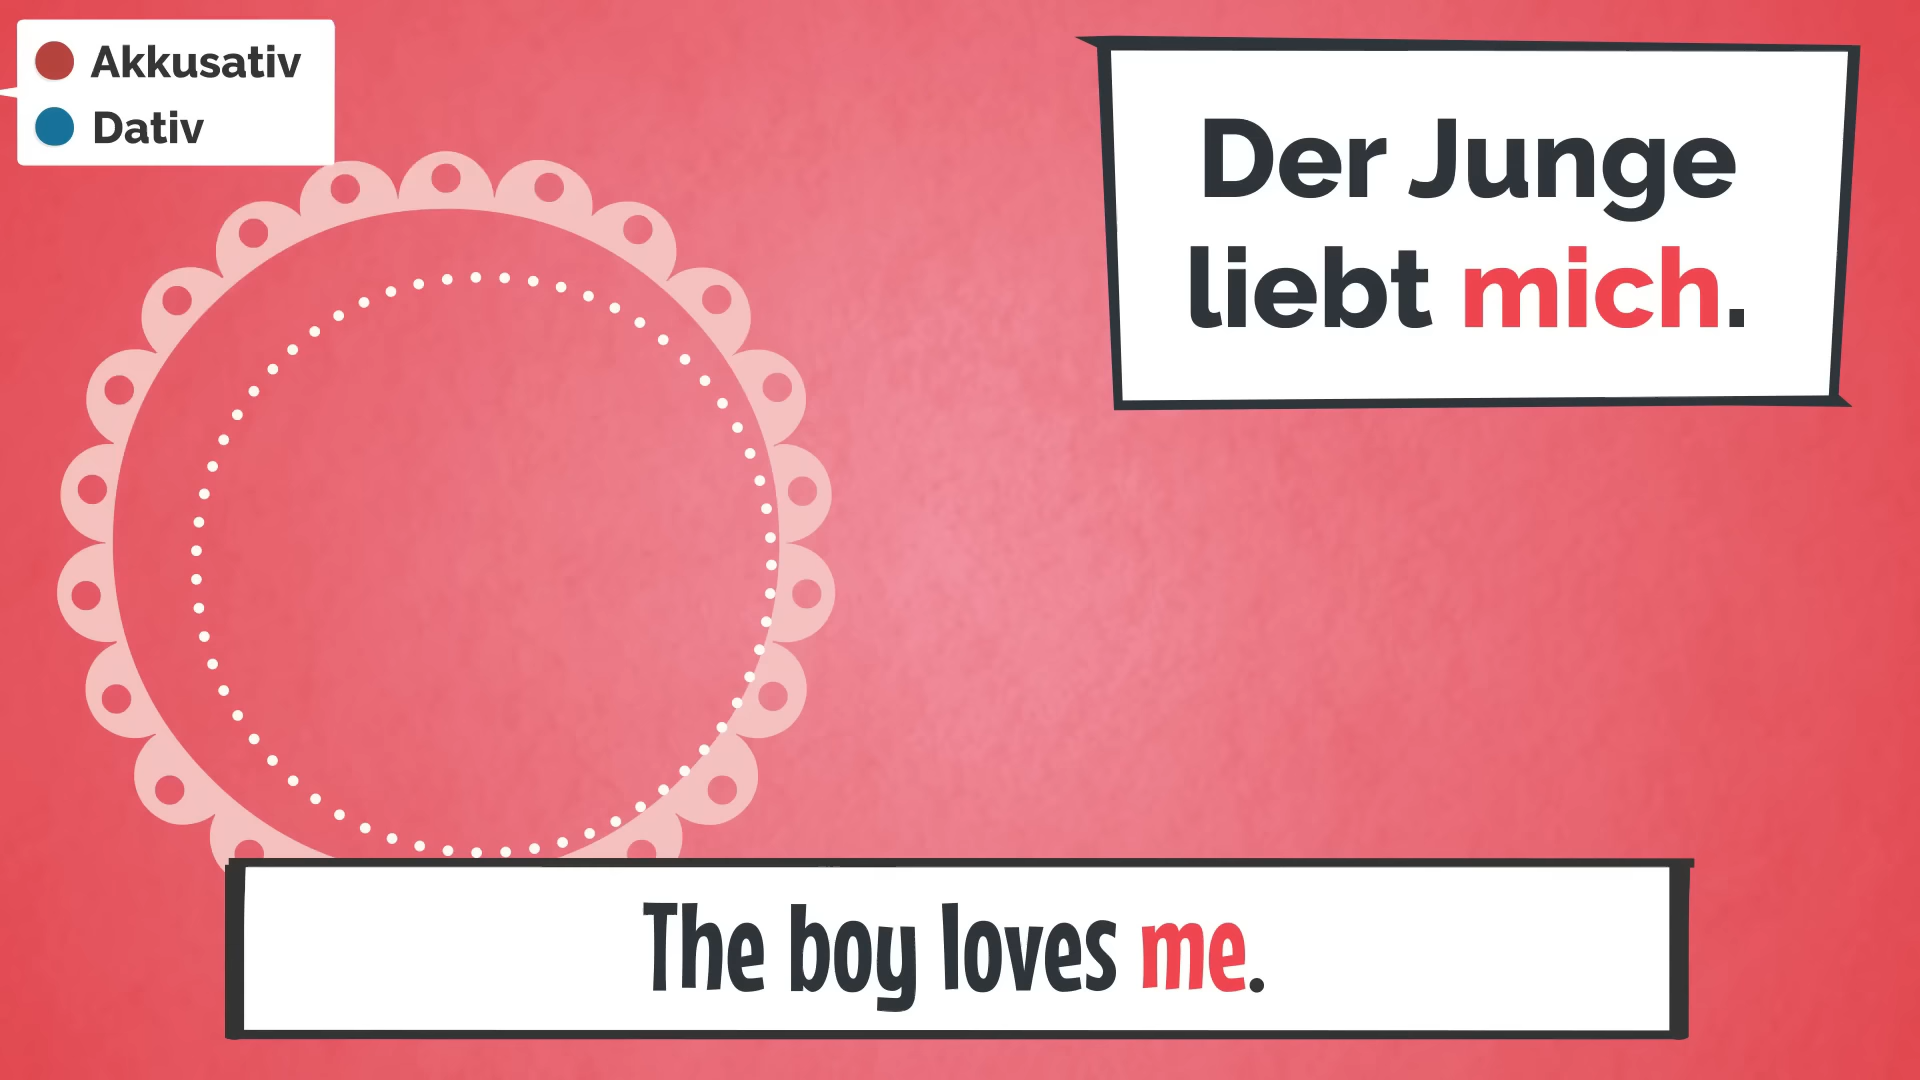 Akkusativ
Dativ
Der Junge
liebt mich.
The boy loves me.